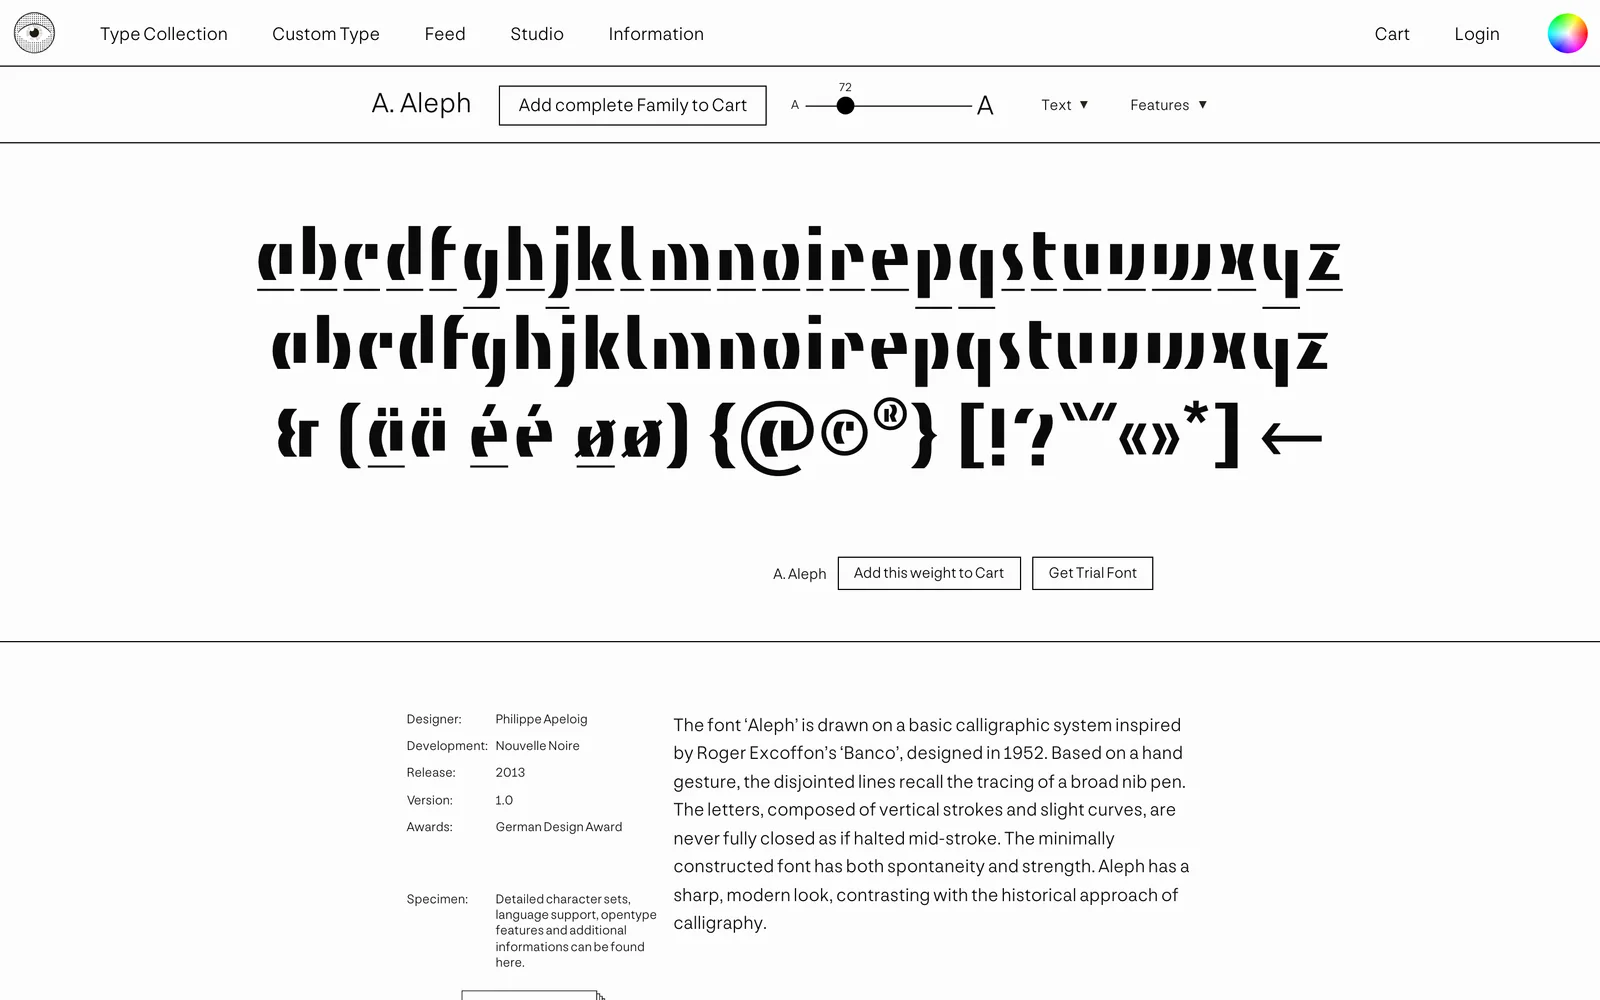 Type Collection Custom Type Feed Studio Information Cart Login
A. Aleph Add complete Family to Cart A 72 A Text ▼ Features ▼
abcdfghjklmnoirepqstuvwxyz
abcdfghjklmnoirepqstuvwxyz
& (ää éé øø) {@©®} [!?“”«»*] ←
A. Aleph Add this weight to Cart Get Trial Font
Designer: Philippe Apeloig
Development: Nouvelle Noire
Release: 2013
Version: 1.0
Awards: German Design Award
Specimen: Detailed character sets,
language support, opentype
features and additional
informations can be found
here.
The font ‘Aleph’ is drawn on a basic calligraphic system inspired
by Roger Excoffon’s ‘Banco’, designed in 1952. Based on a hand
gesture, the disjointed lines recall the tracing of a broad nib pen.
The letters, composed of vertical strokes and slight curves, are
never fully closed as if halted mid-stroke. The minimally
constructed font has both spontaneity and strength. Aleph has a
sharp, modern look, contrasting with the historical approach of
calligraphy.